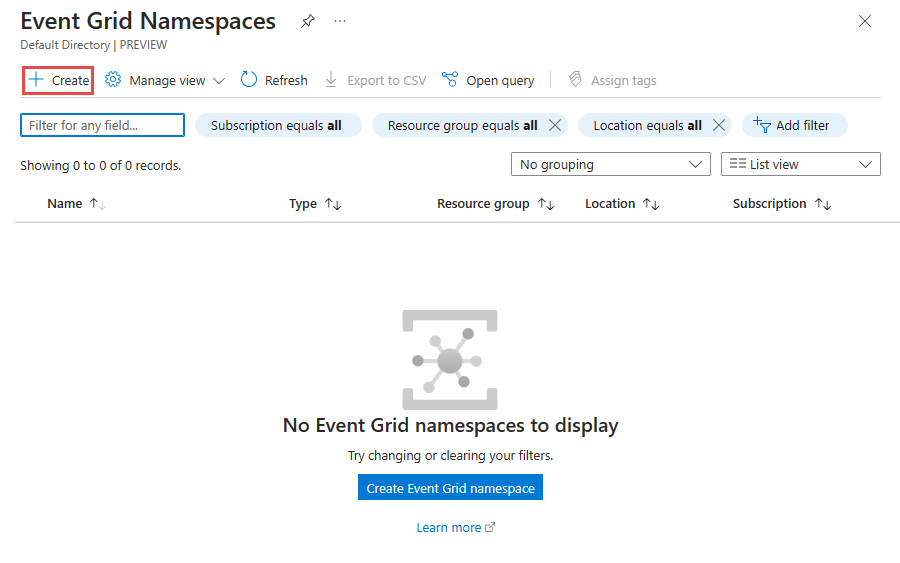 Event Grid Namespaces
Default Directory | PREVIEW
Create Manage view Refresh Export to CSV Open query Assign tags
Filter for any field... Subscription equals all Resource group equals all Location equals all Add filter
Showing 0 to 0 of 0 records. No grouping List view
Name Type Resource group Location Subscription
No Event Grid namespaces to display
Try changing or clearing your filters.
Create Event Grid namespace
Learn more